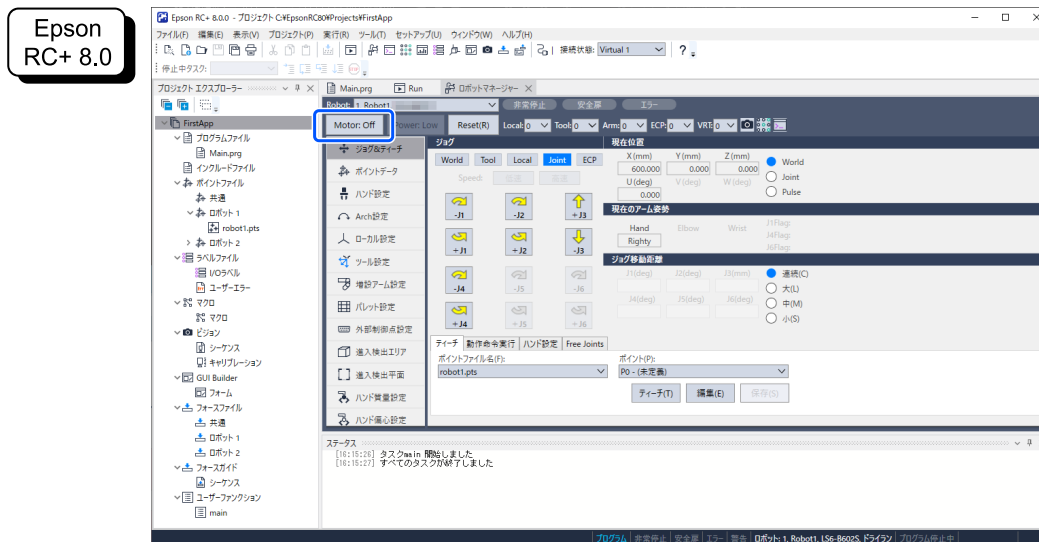 Epson
RC+ 8.0
Epson RC+ 8.0.0 - プロジェクト C:¥EpsonRC80¥Projects¥FirstApp
ファイル(F) 編集(E) 表示(V) プロジェクト(P) 実行(R) ツール(T) セットアップ(U) ウィンドウ(W) ヘルプ(H)
接続状態: Virtual 1
停止中タスク:
プロジェクト エクスプローラー
Main.prg Run ロボットマネージャー
Robot: 1, Robot1 非常停止 安全扉 エラー
Motor: Off Power: Low Reset(R) Local: 0 Tool: 0 Arm: 0 ECP: 0 VRT: 0
FirstApp
プログラムファイル
Main.prg
インクルードファイル
ポイントファイル
共通
ロボット 1
robot1.pts
ロボット 2
ラベルファイル
I/Oラベル
ユーザーエラー
マクロ
マクロ
ビジョン
シーケンス
キャリブレーション
GUI Builder
フォーム
フォースファイル
共通
ロボット 1
ロボット 2
フォースガイド
シーケンス
ユーザーファンクション
main
ジョグ&ティーチ
ポイントデータ
ハンド設定
Arch設定
ローカル設定
ツール設定
増設アーム設定
パレット設定
外部制御点設定
進入検出エリア
進入検出平面
ハンド質量設定
ハンド偏心設定
ジョグ
World Tool Local Joint ECP
Speed: 低速 高速
-J1 -J2 +J3
+J1 +J2 -J3
-J4 -J5 -J6
+J4 +J5 +J6
現在位置
X (mm) Y (mm) Z (mm)
600.000 0.000 0.000
U (deg) V (deg) W (deg)
0.000
World
Joint
Pulse
現在のアーム姿勢
Hand Elbow Wrist
Righty
J1Flag:
J4Flag:
J6Flag:
ジョグ移動距離
J1(deg) J2(deg) J3(mm)
J4(deg) J5(deg) J6(deg)
連続(C)
大(L)
中(M)
小(S)
ティーチ 動作命令実行 ハンド設定 Free Joints
ポイントファイル名(F): ポイント(P):
robot1.pts P0 - (未定義)
ティーチ(T) 編集(E) 保存(S)
ステータス
[16:15:26] タスクmain 開始しました
[16:15:27] すべてのタスクが終了しました
プログラム 非常停止 安全扉 エラー 警告 ロボット: 1, Robot1, LS6-B602S, ドライラン プログラム停止中